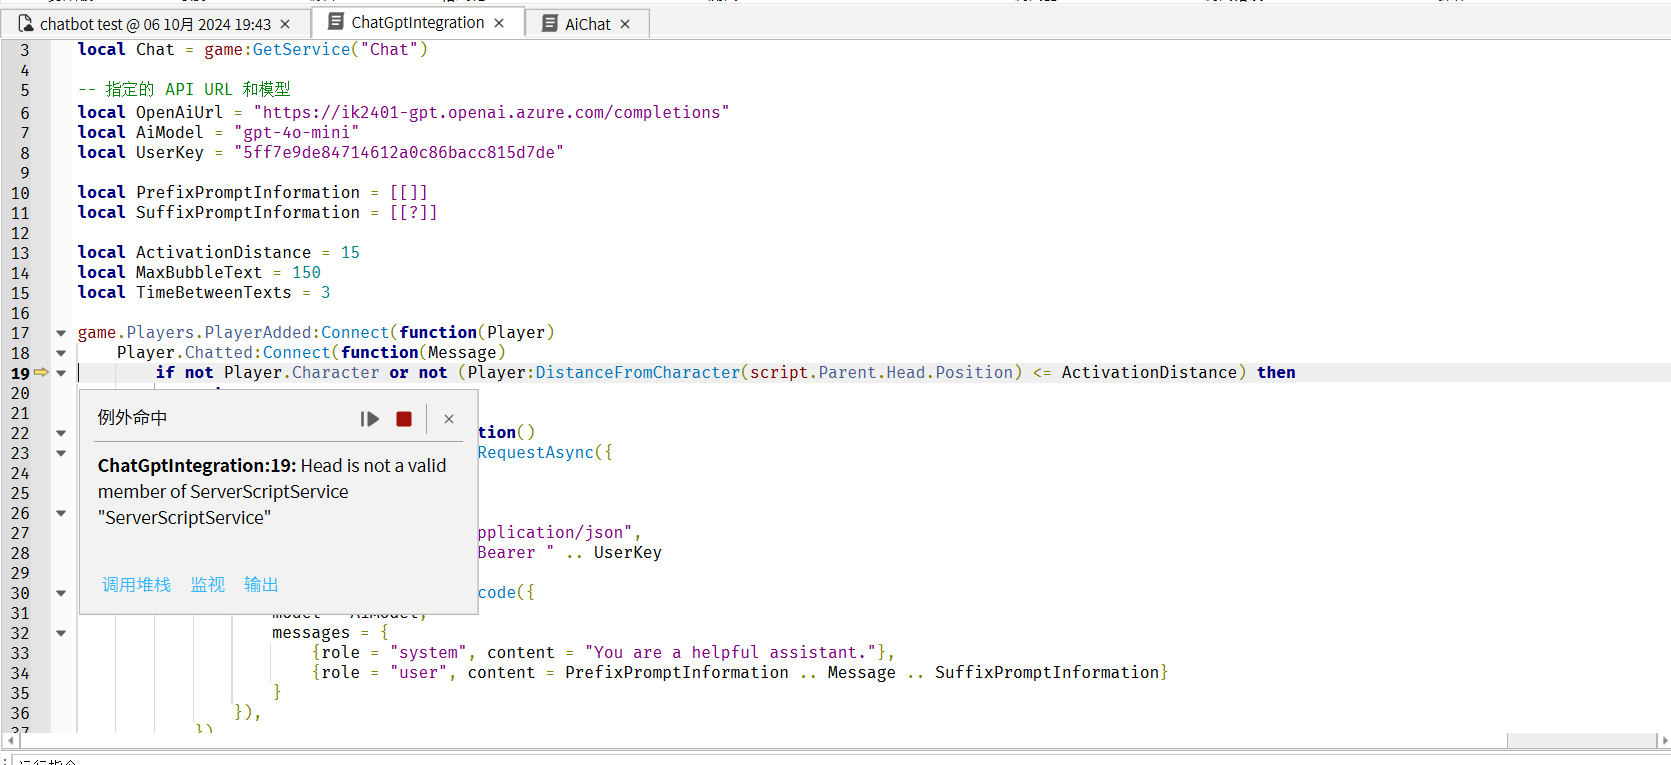 chatbot test @ 06 10月 2024 19:43 ×
ChatGptIntegration ×
AiChat ×
3 local Chat = game:GetService("Chat")
4
5 -- 指定的 API URL 和模型
6 local OpenAiUrl = "https://ik2401-gpt.openai.azure.com/completions"
7 local AiModel = "gpt-4o-mini"
8 local UserKey = "5ff7e9de84714612a0c86bacc815d7de"
9
10 local PrefixPromptInformation = [[]]
11 local SuffixPromptInformation = [[?]]
12
13 local ActivationDistance = 15
14 local MaxBubbleText = 150
15 local TimeBetweenTexts = 3
16
17 game.Players.PlayerAdded:Connect(function(Player)
18 Player.Chatted:Connect(function(Message)
19 if not Player.Character or not (Player:DistanceFromCharacter(script.Parent.Head.Position) <= ActivationDistance) then
20
21
22 tion()
23 RequestAsync({
24
25
26
27 pplication/json",
28 Bearer " .. UserKey
29
30 code({
31 model = AiModel,
32 messages = {
33 {role = "system", content = "You are a helpful assistant."},
34 {role = "user", content = PrefixPromptInformation .. Message .. SuffixPromptInformation}
35 }
36 }),
37 })
例外命中
ChatGptIntegration:19: Head is not a valid
member of ServerScriptService
"ServerScriptService"
调用堆栈 监视 输出
运行指令